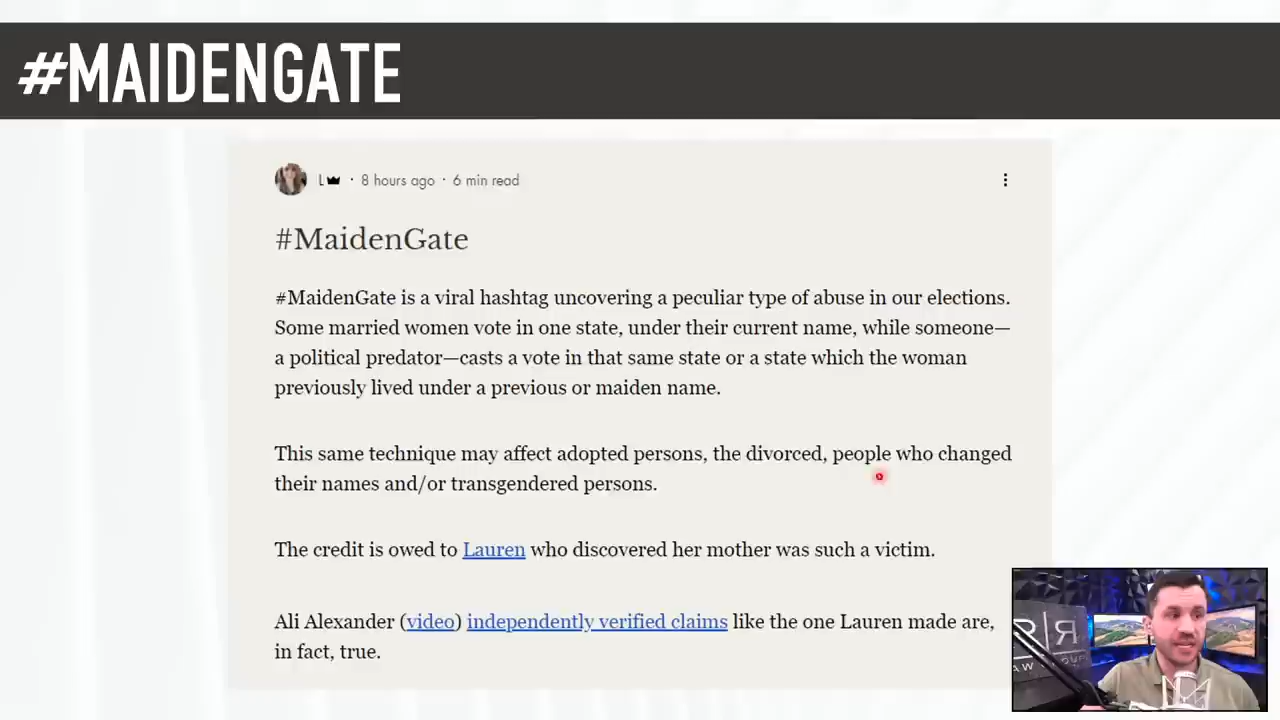 #MAIDENGATE
L · 8 hours ago · 6 min read
#MaidenGate
#MaidenGate is a viral hashtag uncovering a peculiar type of abuse in our elections.
Some married women vote in one state, under their current name, while someone—
a political predator—casts a vote in that same state or a state which the woman
previously lived under a previous or maiden name.
This same technique may affect adopted persons, the divorced, people who changed
their names and/or transgendered persons.
The credit is owed to Lauren who discovered her mother was such a victim.
Ali Alexander (video) independently verified claims like the one Lauren made are,
in fact, true.
R|R